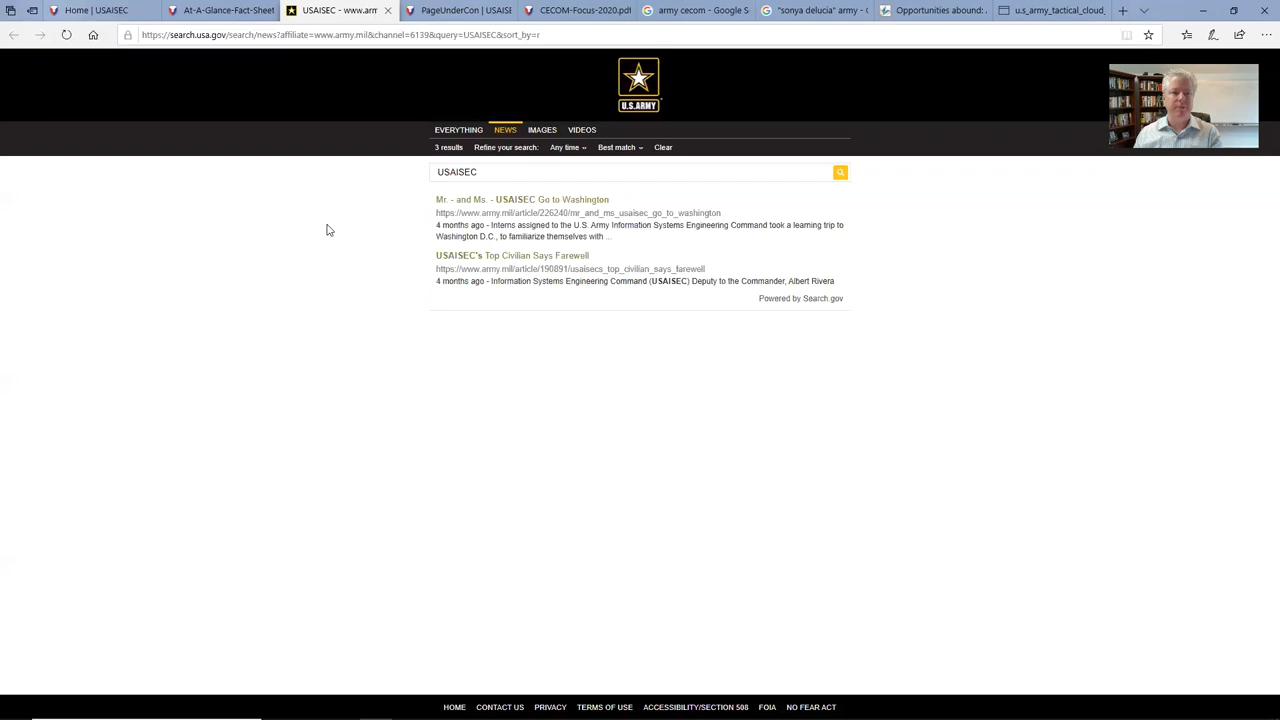 Home | USAISEC
At-A-Glance-Fact-Sheet
USAISEC - www.arm
PageUnderCon | USAISE
CECOM-Focus-2020.pdf
army cecom - Google S
"sonya delucia" army - G
Opportunities abound: A
u.s_army_tactical_cloud_
https://search.usa.gov/search/news?affiliate=www.army.mil&channel=6139&query=USAISEC&sort_by=r
U.S.ARMY
EVERYTHING NEWS IMAGES VIDEOS
3 results Refine your search: Any time Best match Clear
USAISEC
Mr. - and Ms. - USAISEC Go to Washington
https://www.army.mil/article/226240/mr_and_ms_usaisec_go_to_washington
4 months ago - Interns assigned to the U.S. Army Information Systems Engineering Command took a learning trip to
Washington D.C., to familiarize themselves with ...
USAISEC's Top Civilian Says Farewell
https://www.army.mil/article/190891/usaisecs_top_civilian_says_farewell
4 months ago - Information Systems Engineering Command (USAISEC) Deputy to the Commander, Albert Rivera
Powered by Search.gov
HOME CONTACT US PRIVACY TERMS OF USE ACCESSIBILITY/SECTION 508 FOIA NO FEAR ACT